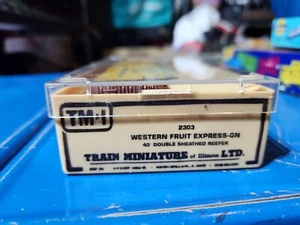 TM-I
2303
WESTERN FRUIT EXPRESS-GN
40' DOUBLE SHEATHED REEFER
TRAIN MINIATURE of Illinois LTD.